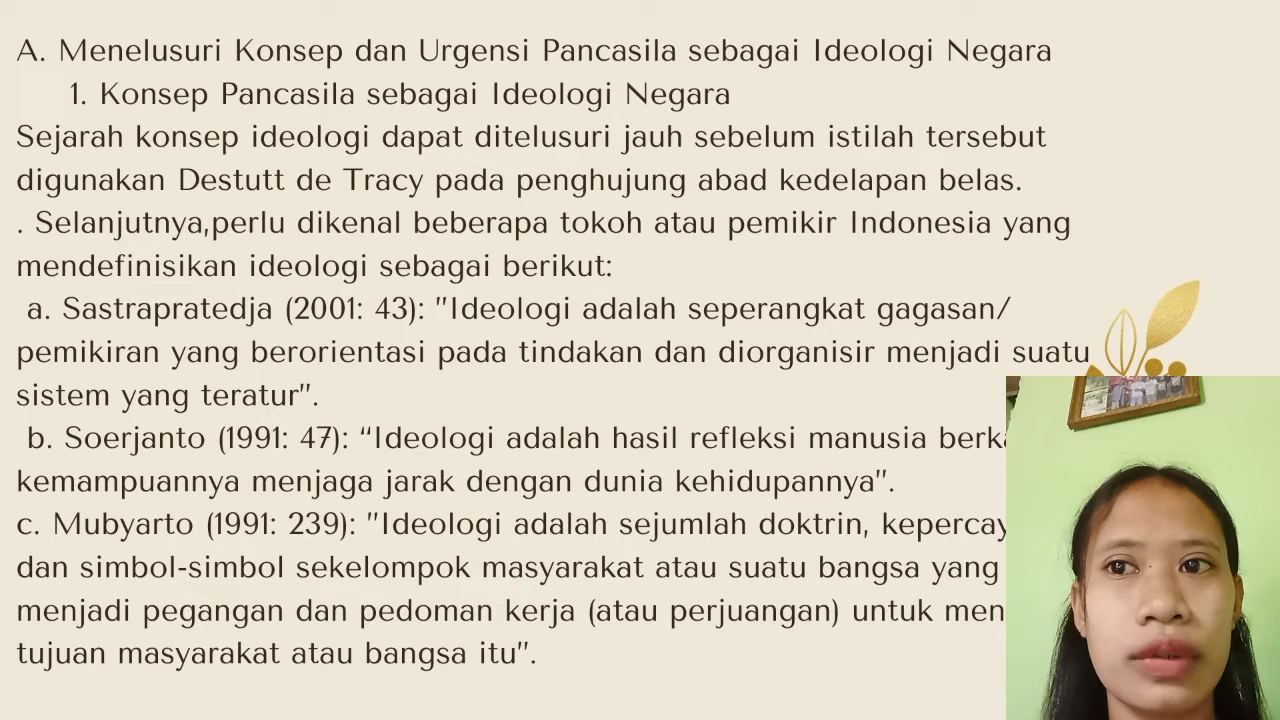 A. Menelusuri Konsep dan Urgensi Pancasila sebagai Ideologi Negara
1. Konsep Pancasila sebagai Ideologi Negara
Sejarah konsep ideologi dapat ditelusuri jauh sebelum istilah tersebut
digunakan Destutt de Tracy pada penghujung abad kedelapan belas.
. Selanjutnya,perlu dikenal beberapa tokoh atau pemikir Indonesia yang
mendefinisikan ideologi sebagai berikut:
a. Sastrapratedja (2001: 43): ”Ideologi adalah seperangkat gagasan/
pemikiran yang berorientasi pada tindakan dan diorganisir menjadi suatu
sistem yang teratur”.
b. Soerjanto (1991: 47): “Ideologi adalah hasil refleksi manusia
kemampuannya menjaga jarak dengan dunia kehidupannya”.
c. Mubyarto (1991: 239): ”Ideologi adalah sejumlah doktrin,
dan simbol-simbol sekelompok masyarakat atau suatu bangsa yang
menjadi pegangan dan pedoman kerja (atau perjuangan) untuk
tujuan masyarakat atau bangsa itu”.